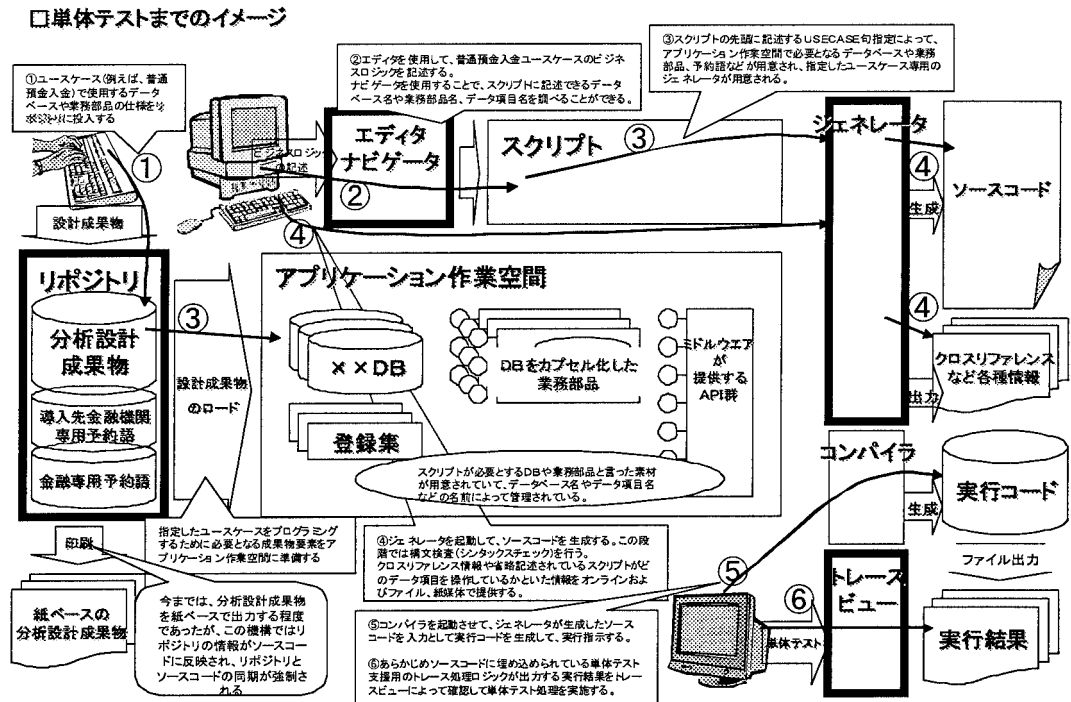 □単体テストまでのイメージ
①ユースケース(例えば、普通
預金入金)で使用するデータ
ベースや業務部品の仕様をリ
ポジトリに投入する
②エディタを使用して、普通預金入金ユースケースのビジネ
スロジックを記述する。
ナビゲータを使用することで、スクリプトに記述できるデータ
ベース名や業務部品名、データ項目名を調べることができる。
③スクリプトの先頭に記述するUSECASE句指定によって、
アプリケーション作業空間で必要となるデータベースや業務
部品、予約語などが用意され、指定したユースケース専用の
ジェネレータが用意される。
①
ビジネスロジック
の記述
エディタ
ナビゲータ
②
スクリプト
③
ジェネレータ
④
生成
ソースコード
設計成果物
④
リポジトリ
分析設計
成果物
導入先金融機関
専用予約語
金融専用予約語
③
設計成果物
のロード
アプリケーション作業空間
××DB
登録集
DBをカプセル化した
業務部品
ミドルウエア
が
提供する
API群
④
出力
クロスリファレンス
など各種情報
スクリプトが必要とするDBや業務部品と言った素材
が用意されていて、データベース名やデータ項目名
などの名前によって管理されている。
コンパイラ
生成
実行コード
印刷
紙ベースの
分析設計成果物
指定したユースケースをプログラミング
するために必要となる成果物要素をア
プリケーション作業空間に準備する
今までは、分析設計成果物
を紙ベースで出力する程度
であったが、この機構ではリ
ポジトリの情報がソースコー
ドに反映され、リポジトリと
ソースコードの同期が強制さ
れる
④ジェネレータを起動して、ソースコードを生成する。この段
階では構文検査(シンタックスチェック)を行う。
クロスリファレンス情報や省略記述されているスクリプトがど
のデータ項目を操作しているかといった情報をオンラインおよ
びファイル、紙媒体で提供する。
⑤コンパイラを起動させて、ジェネレータが生成したソース
コードを入力として実行コードを生成して、実行指示する。
⑥あらかじめソースコードに埋め込められている単体テスト
支援用のトレース処理ロジックが出力する実行結果をトレー
スビューによって確認して単体テスト処理を実施する。
⑤
⑥
単体テスト
トレース
ビュー
ファイル出力
実行結果